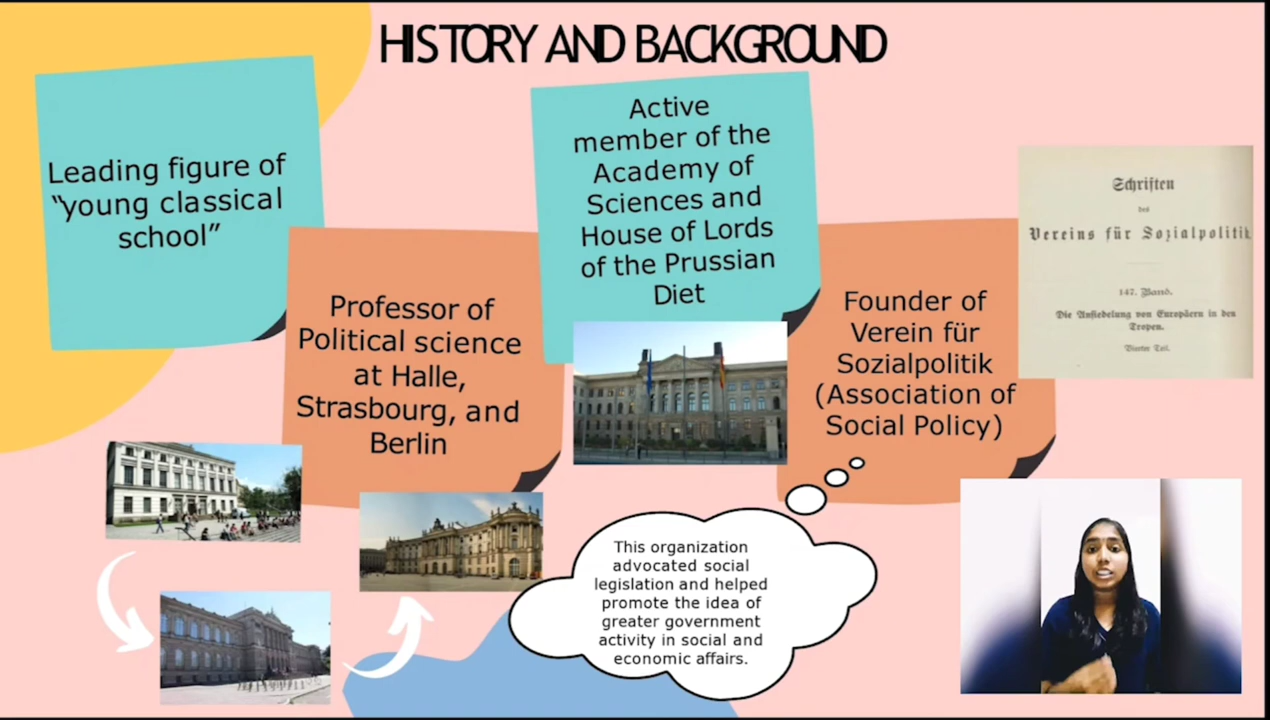 HISTORY AND BACKGROUND
Leading figure of
“young classical
school”
Professor of
Political science
at Halle,
Strasbourg, and
Berlin
Active
member of the
Academy of
Sciences and
House of Lords
of the Prussian
Diet
Founder of
Verein für
Sozialpolitik
(Association of
Social Policy)
This organization
advocated social
legislation and helped
promote the idea of
greater government
activity in social and
economic affairs.
Schriften
des
Vereins für Sozialpolitik
147. Band.
Die Ansiedelung von Europäern in den
Tropen.
Vierter Teil.